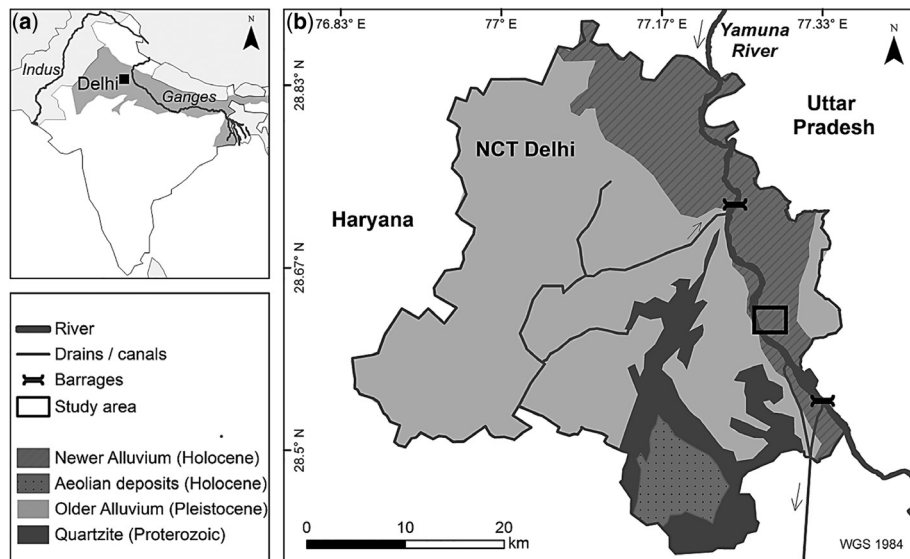 (a)
N
Indus
Delhi
Ganges
River
Drains / canals
Barrages
Study area
Newer Alluvium (Holocene)
Aeolian deposits (Holocene)
Older Alluvium (Pleistocene)
Quartzite (Proterozoic)
(b)
76.83° E
77° E
77.17° E
77.33° E
Yamuna
River
N
28.83° N
Uttar
Pradesh
NCT Delhi
Haryana
28.67° N
28.5° N
0 10 20
km
WGS 1984